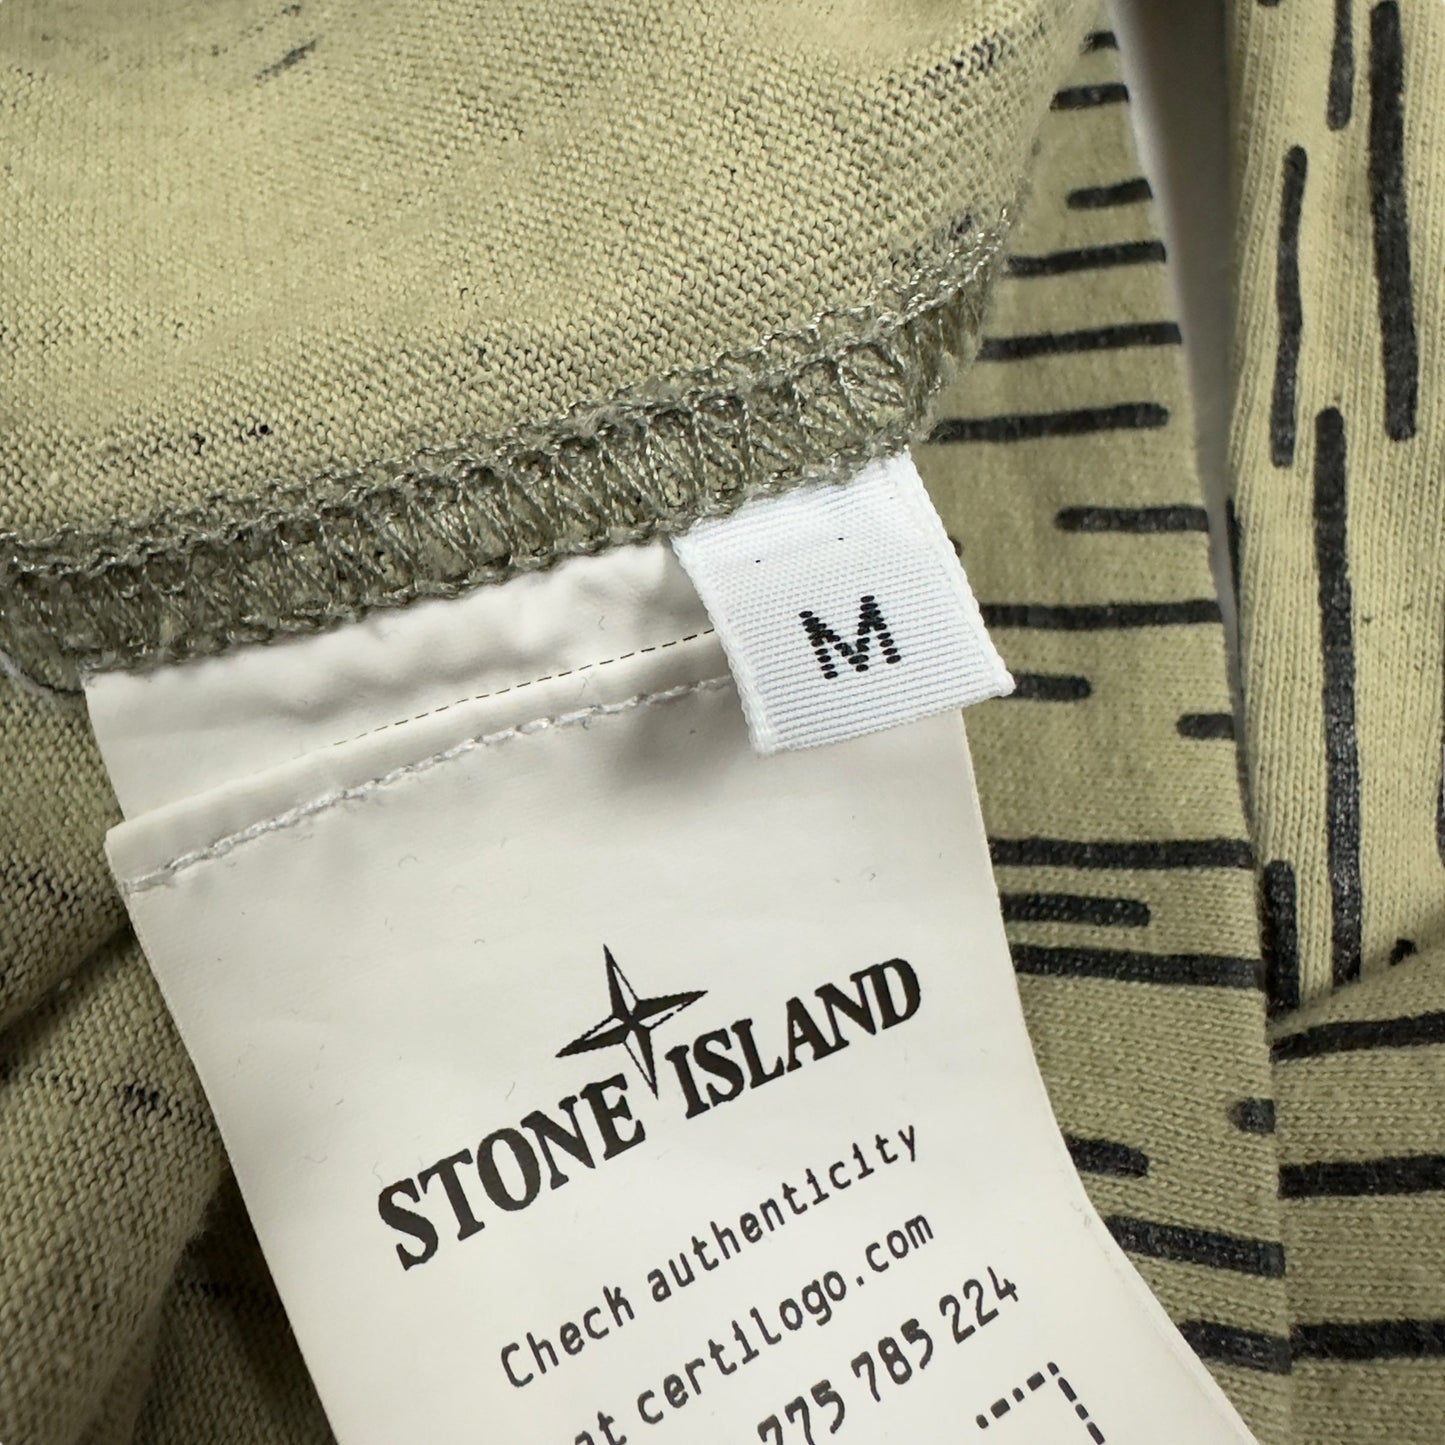 M
STONE ISLAND
Check authenticity
at certilogo.com
775 785 224